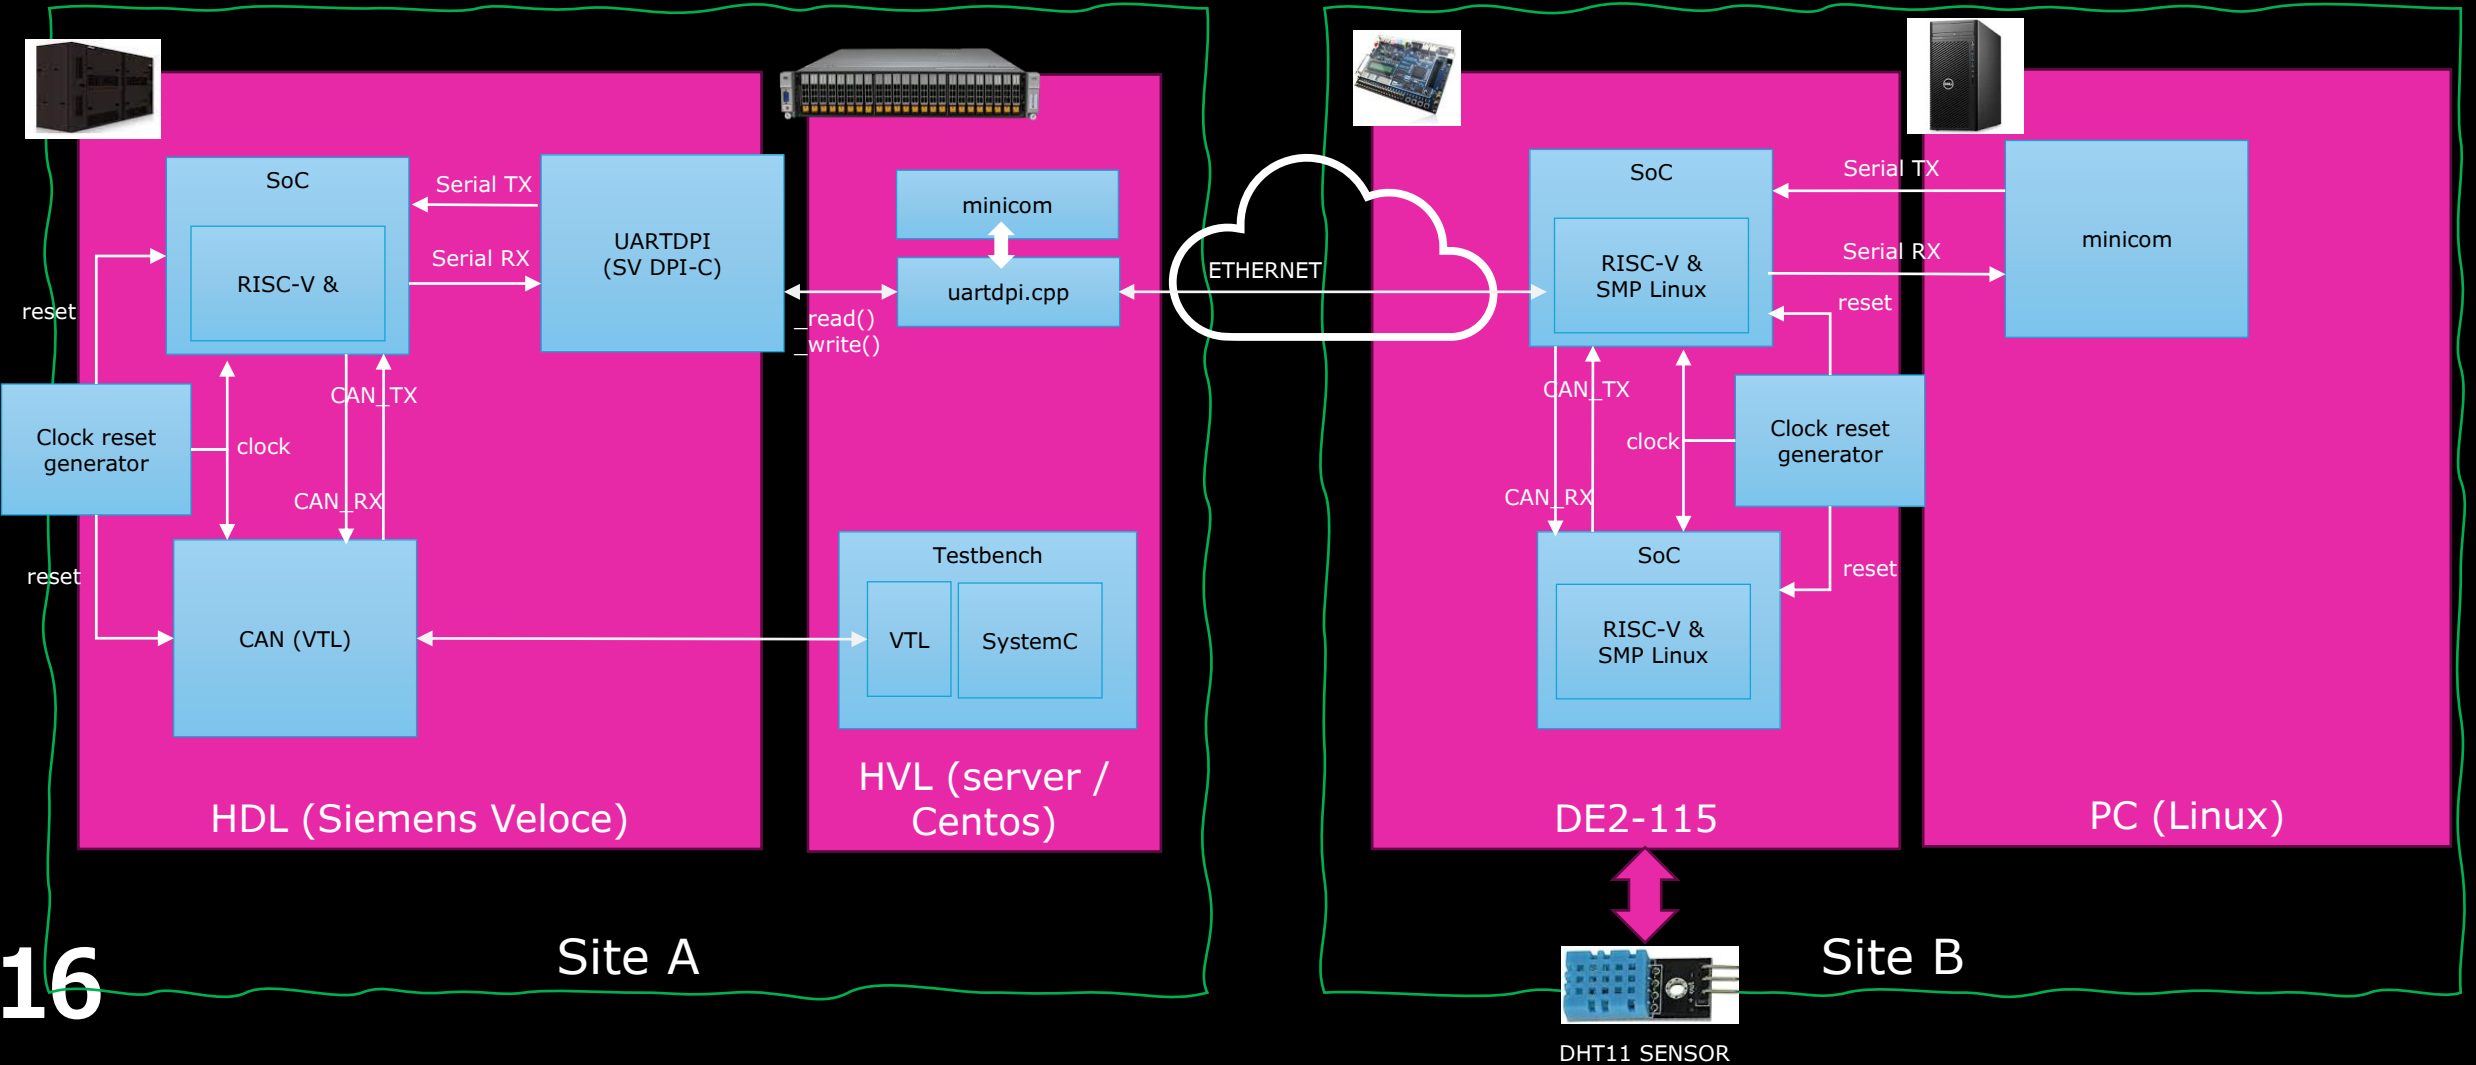 SoC
RISC-V &
Serial TX
Serial RX
UARTDPI
(SV DPI-C)
reset
Clock reset
generator
clock
CAN_TX
CAN_RX
reset
CAN (VTL)
HDL (Siemens Veloce)
minicom
uartdpi.cpp
_read()
_write()
Testbench
VTL
SystemC
HVL (server /
Centos)
Site A
ETHERNET
SoC
RISC-V &
SMP Linux
Serial TX
Serial RX
minicom
reset
CAN_TX
clock
CAN_RX
Clock reset
generator
reset
SoC
RISC-V &
SMP Linux
DE2-115
PC (Linux)
Site B
DHT11 SENSOR
16